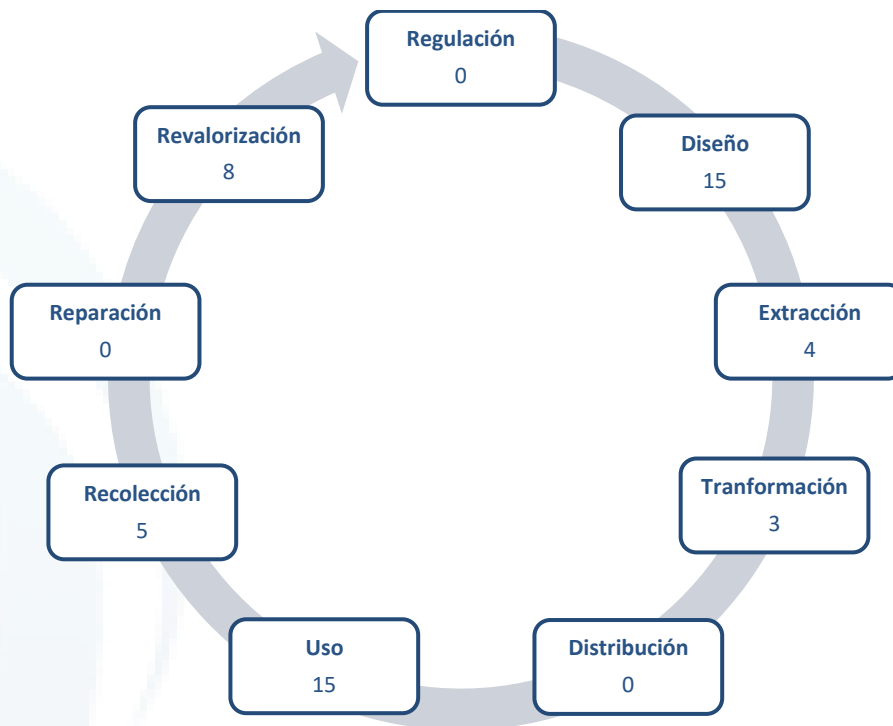 Regulación
0
Diseño
15
Extracción
4
Tranformación
3
Distribución
0
Uso
15
Recolección
5
Reparación
0
Revalorización
8